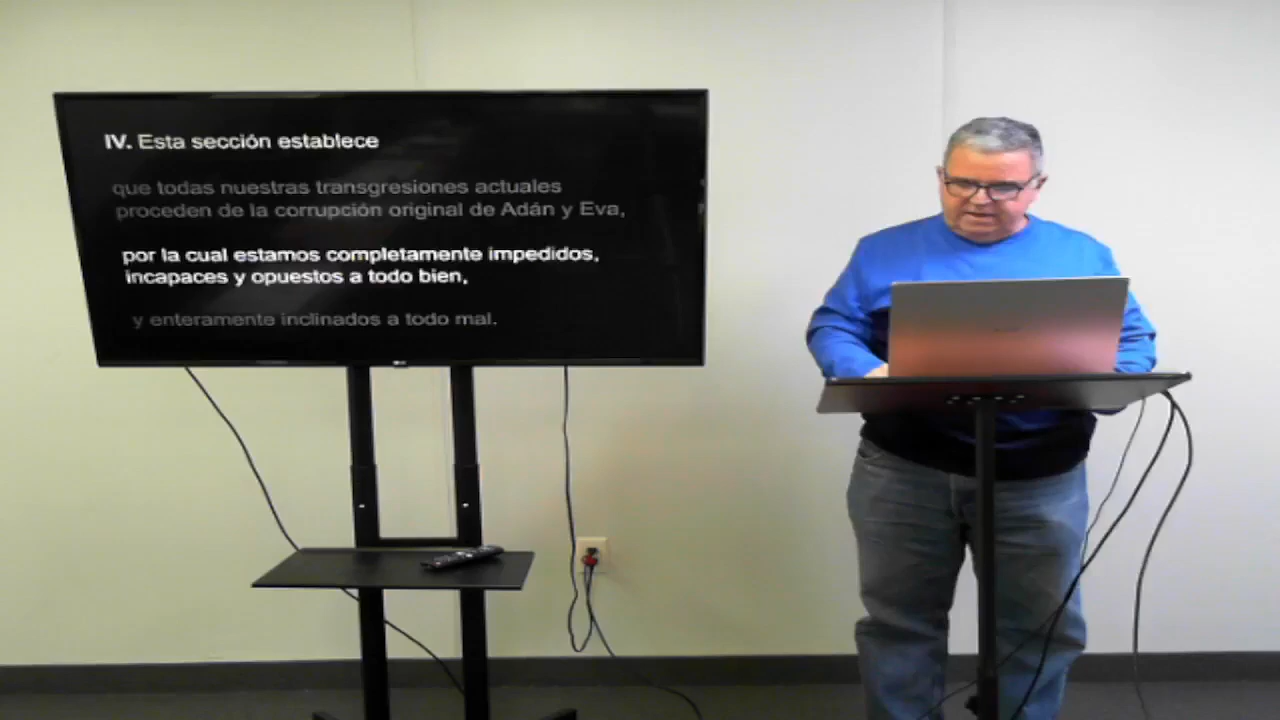 IV. Esta sección establece
que todas nuestras transgresiones actuales
proceden de la corrupción original de Adán y Eva,
por la cual estamos completamente impedidos,
incapaces y opuestos a todo bien,
y enteramente inclinados a todo mal.